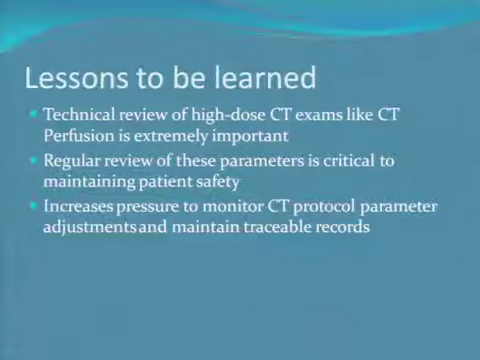 Lessons to be learned
Technical review of high-dose CT exams like CT
Perfusion is extremely important
Regular review of these parameters is critical to
maintaining patient safety
Increases pressure to monitor CT protocol parameter
adjustments and maintain traceable records